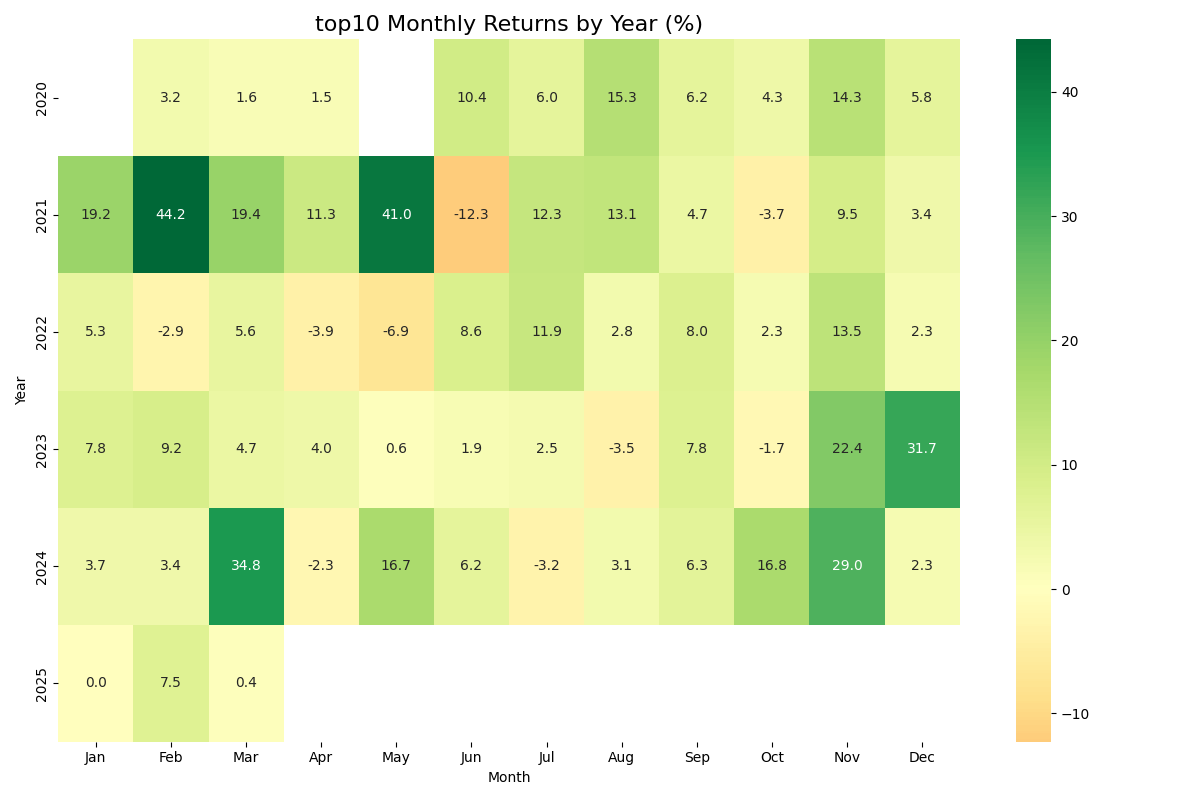 top10 Monthly Returns by Year (%)
2020 3.2 1.6 1.5 10.4 6.0 15.3 6.2 4.3 14.3 5.8
2021 19.2 44.2 19.4 11.3 41.0 -12.3 12.3 13.1 4.7 -3.7 9.5 3.4
2022 5.3 -2.9 5.6 -3.9 -6.9 8.6 11.9 2.8 8.0 2.3 13.5 2.3
2023 7.8 9.2 4.7 4.0 0.6 1.9 2.5 -3.5 7.8 -1.7 22.4 31.7
2024 3.7 3.4 34.8 -2.3 16.7 6.2 -3.2 3.1 6.3 16.8 29.0 2.3
2025 0.0 7.5 0.4
Year
Jan Feb Mar Apr May Jun Jul Aug Sep Oct Nov Dec
Month
40
30
20
10
0
−10